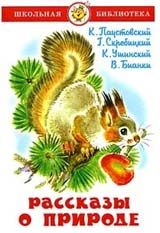 ШКОЛЬНАЯ БИБЛИОТЕКА
К. Паустовский
Г. Скребицкий
К. Ушинский
В. Бианки
РАССКАЗЫ
О ПРИРОДЕ